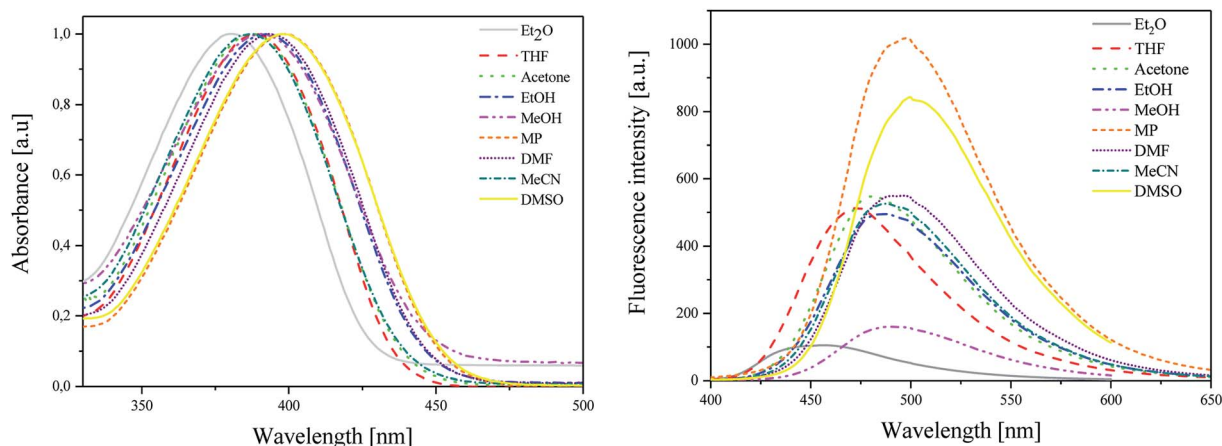 Absorbance [a.u]
1,0
0,8
0,6
0,4
0,2
0,0
350
400
450
500
Wavelength [nm]
Et2O
THF
Acetone
EtOH
MeOH
MP
DMF
MeCN
DMSO
Fluorescence intensity [a.u.]
1000
800
600
400
200
0
400
450
500
550
600
650
Wavelength [nm]
Et2O
THF
Acetone
EtOH
MeOH
MP
DMF
MeCN
DMSO